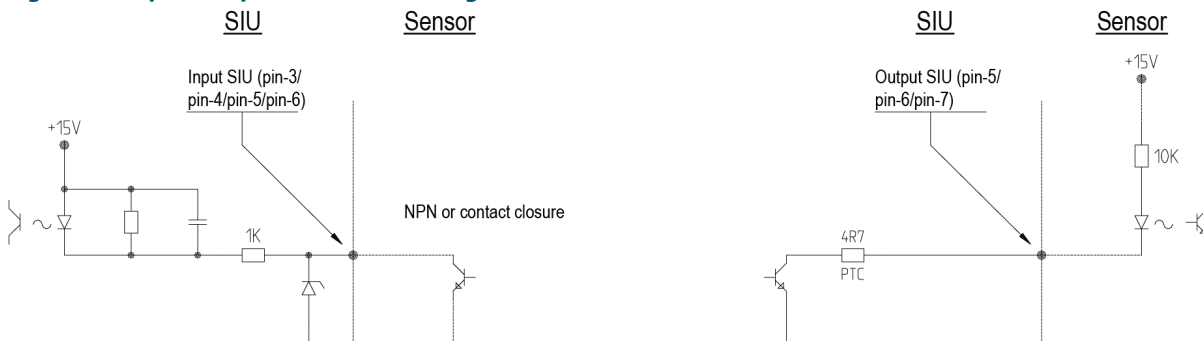 SIU
Sensor
Input SIU (pin-3/
pin-4/pin-5/pin-6)
+15V
1K
NPN or contact closure
SIU
Sensor
Output SIU (pin-5/
pin-6/pin-7)
+15V
10K
4R7
PTC